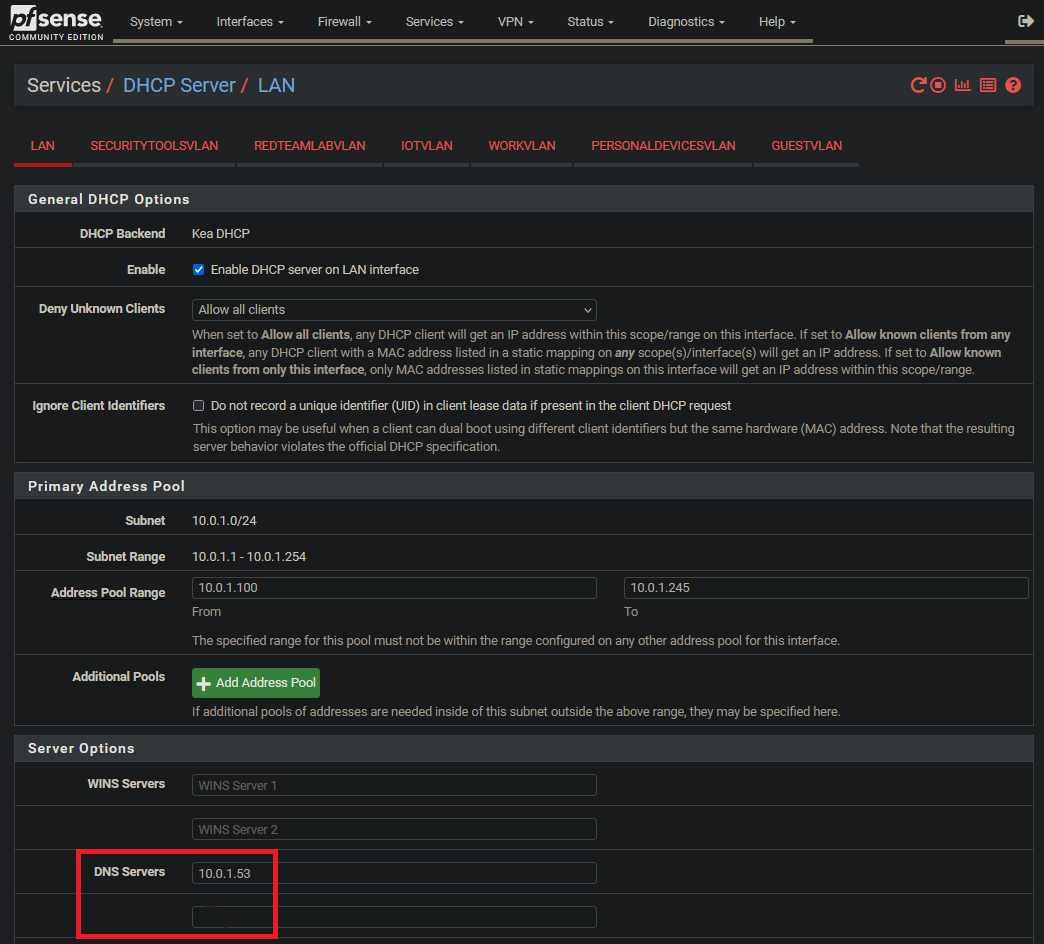 pfsense
COMMUNITY EDITION
System Interfaces Firewall Services VPN Status Diagnostics Help
Services / DHCP Server / LAN
LAN SECURITYTOOLSVLAN REDTEAMLABVLAN IOTVLAN WORKVLAN PERSONALDEVICESVLAN GUESTVLAN
General DHCP Options
DHCP Backend Kea DHCP
Enable Enable DHCP server on LAN interface
Deny Unknown Clients Allow all clients
When set to Allow all clients, any DHCP client will get an IP address within this scope/range on this interface. If set to Allow known clients from any
interface, any DHCP client with a MAC address listed in a static mapping on any scope(s)/interface(s) will get an IP address. If set to Allow known
clients from only this interface, only MAC addresses listed in static mappings on this interface will get an IP address within this scope/range.
Ignore Client Identifiers Do not record a unique identifier (UID) in client lease data if present in the client DHCP request
This option may be useful when a client can dual boot using different client identifiers but the same hardware (MAC) address. Note that the resulting
server behavior violates the official DHCP specification.
Primary Address Pool
Subnet 10.0.1.0/24
Subnet Range 10.0.1.1 - 10.0.1.254
Address Pool Range 10.0.1.100 10.0.1.245
From To
The specified range for this pool must not be within the range configured on any other address pool for this interface.
Additional Pools Add Address Pool
If additional pools of addresses are needed inside of this subnet outside the above range, they may be specified here.
Server Options
WINS Servers WINS Server 1
WINS Server 2
DNS Servers 10.0.1.53